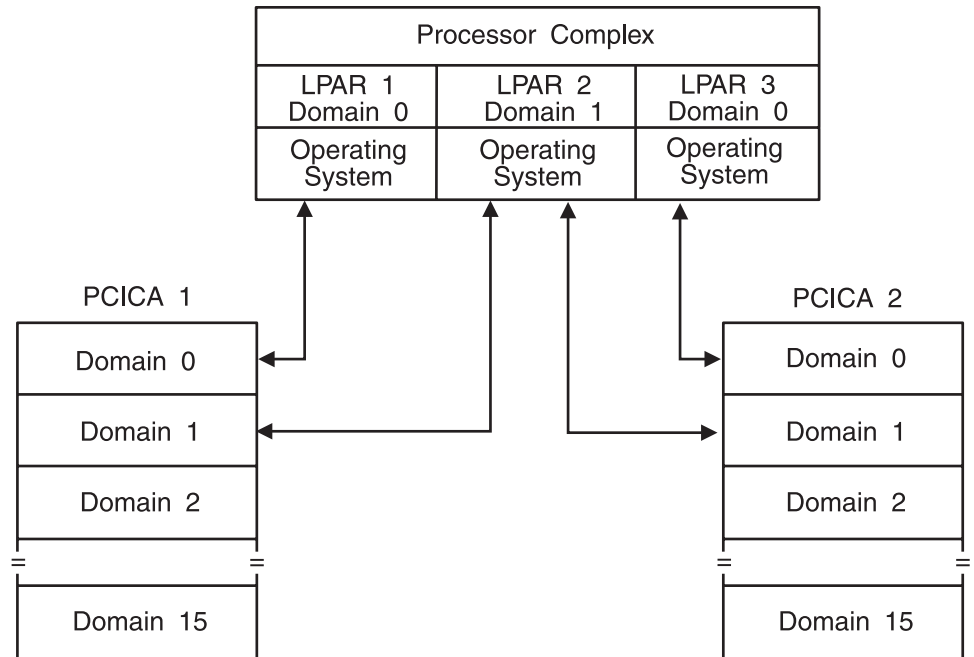 Processor Complex
LPAR 1
Domain 0
LPAR 2
Domain 1
LPAR 3
Domain 0
Operating
System
Operating
System
Operating
System
PCICA 1
Domain 0
Domain 1
Domain 2
Domain 15
PCICA 2
Domain 0
Domain 1
Domain 2
Domain 15